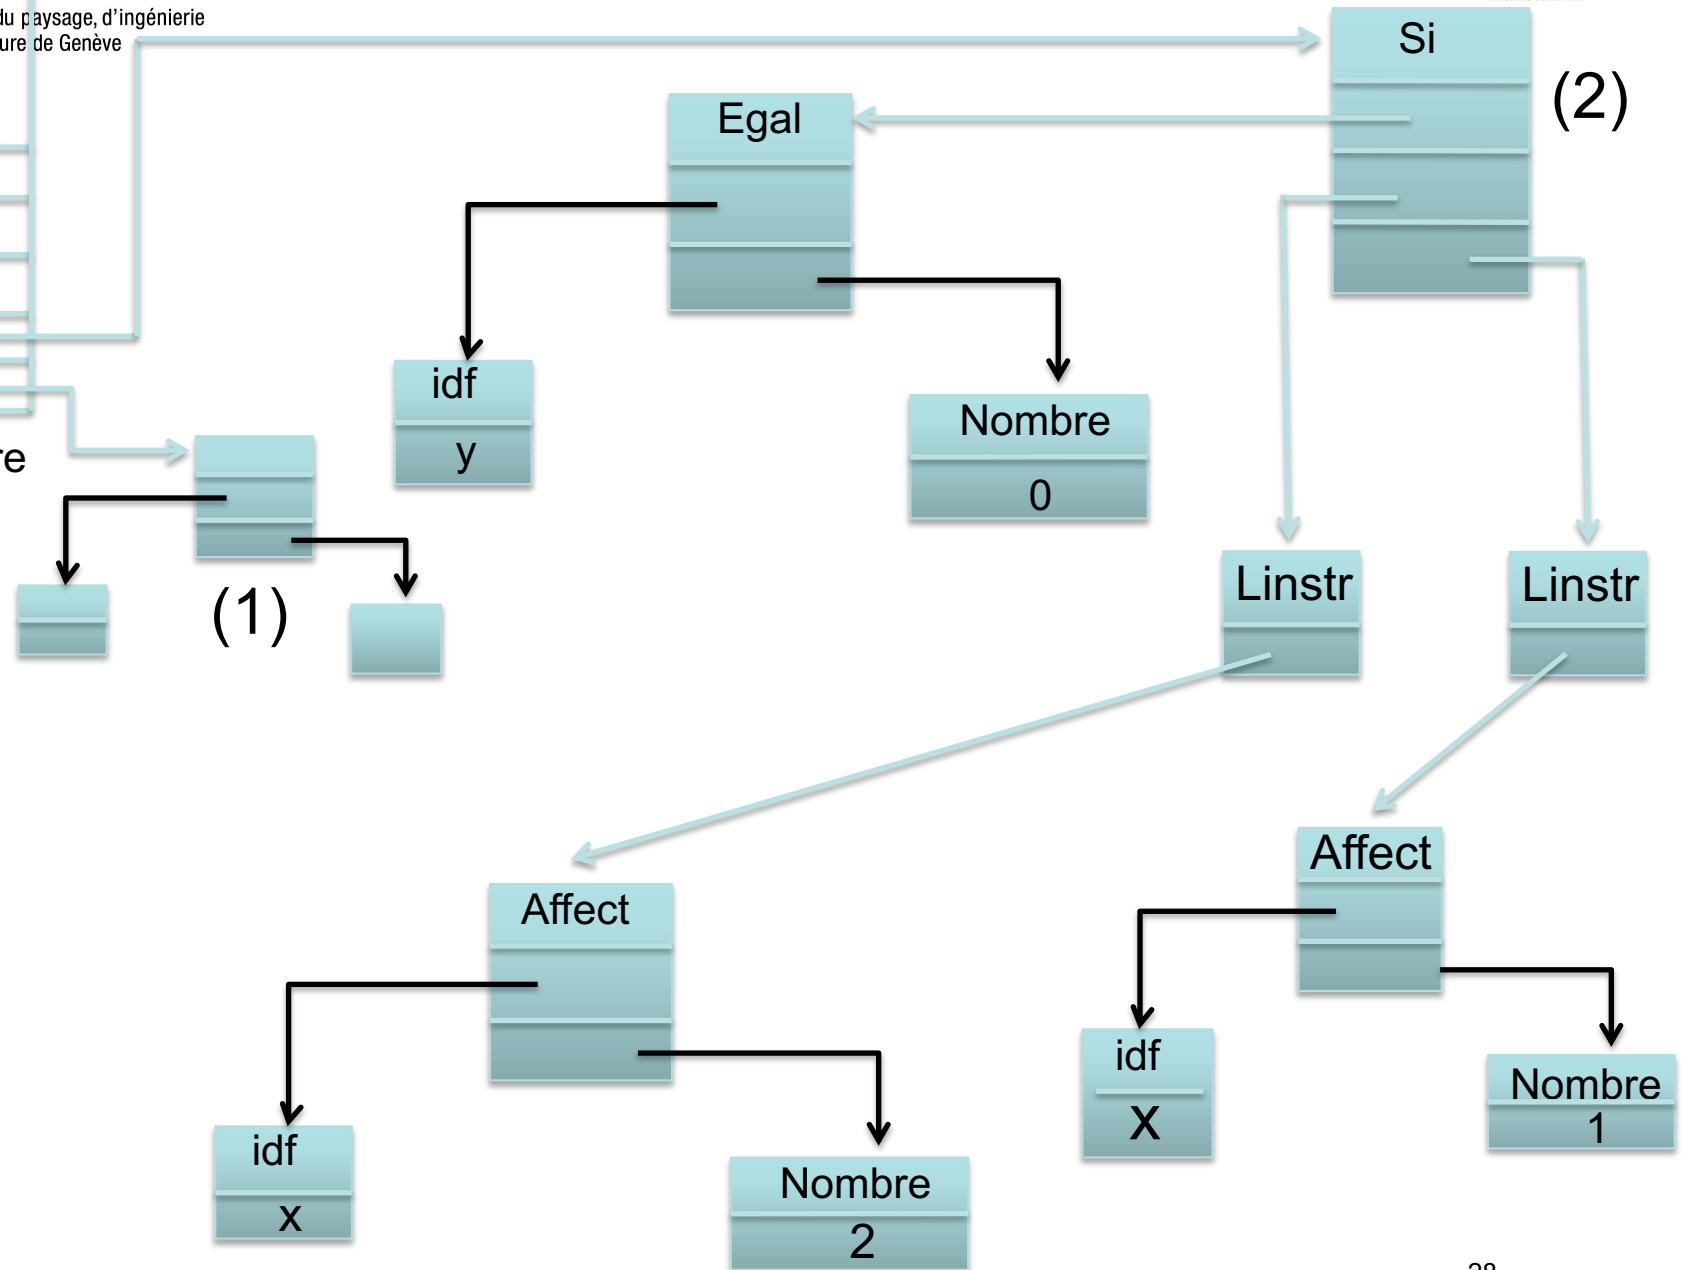 du paysage, d'ingénierie
ure de Genève
Si
(2)
Egal
idf
y
Nombre
0
re
(1)
Linstr
Linstr
Affect
Affect
idf
x
Nombre
1
idf
x
Nombre
2
28